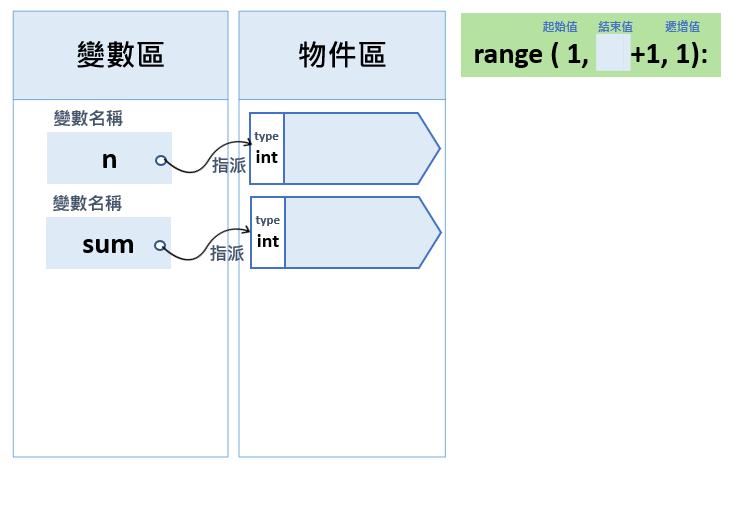 變數區
物件區
起始值 結束值 遞增值
range ( 1, +1, 1):
變數名稱
n
指派
type
int
變數名稱
sum
指派
type
int